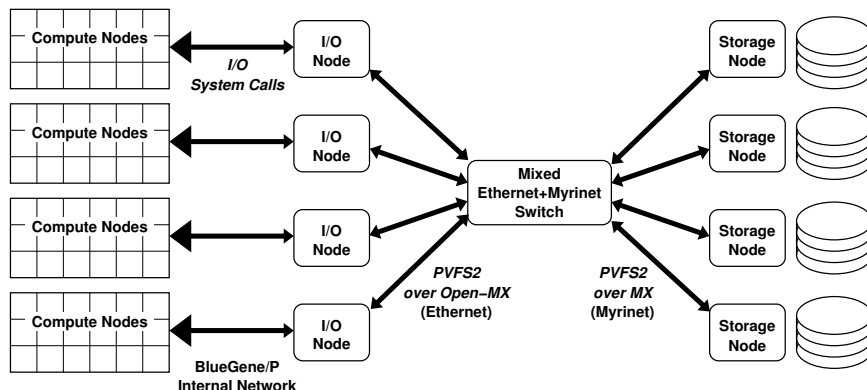 Compute Nodes
I/O
Node
I/O
System Calls
Storage
Node
Compute Nodes
I/O
Node
Mixed
Ethernet+Myrinet
Switch
Storage
Node
Compute Nodes
I/O
Node
Storage
Node
PVFS2
over Open−MX
(Ethernet)
PVFS2
over MX
(Myrinet)
Compute Nodes
I/O
Node
Storage
Node
BlueGene/P
Internal Network